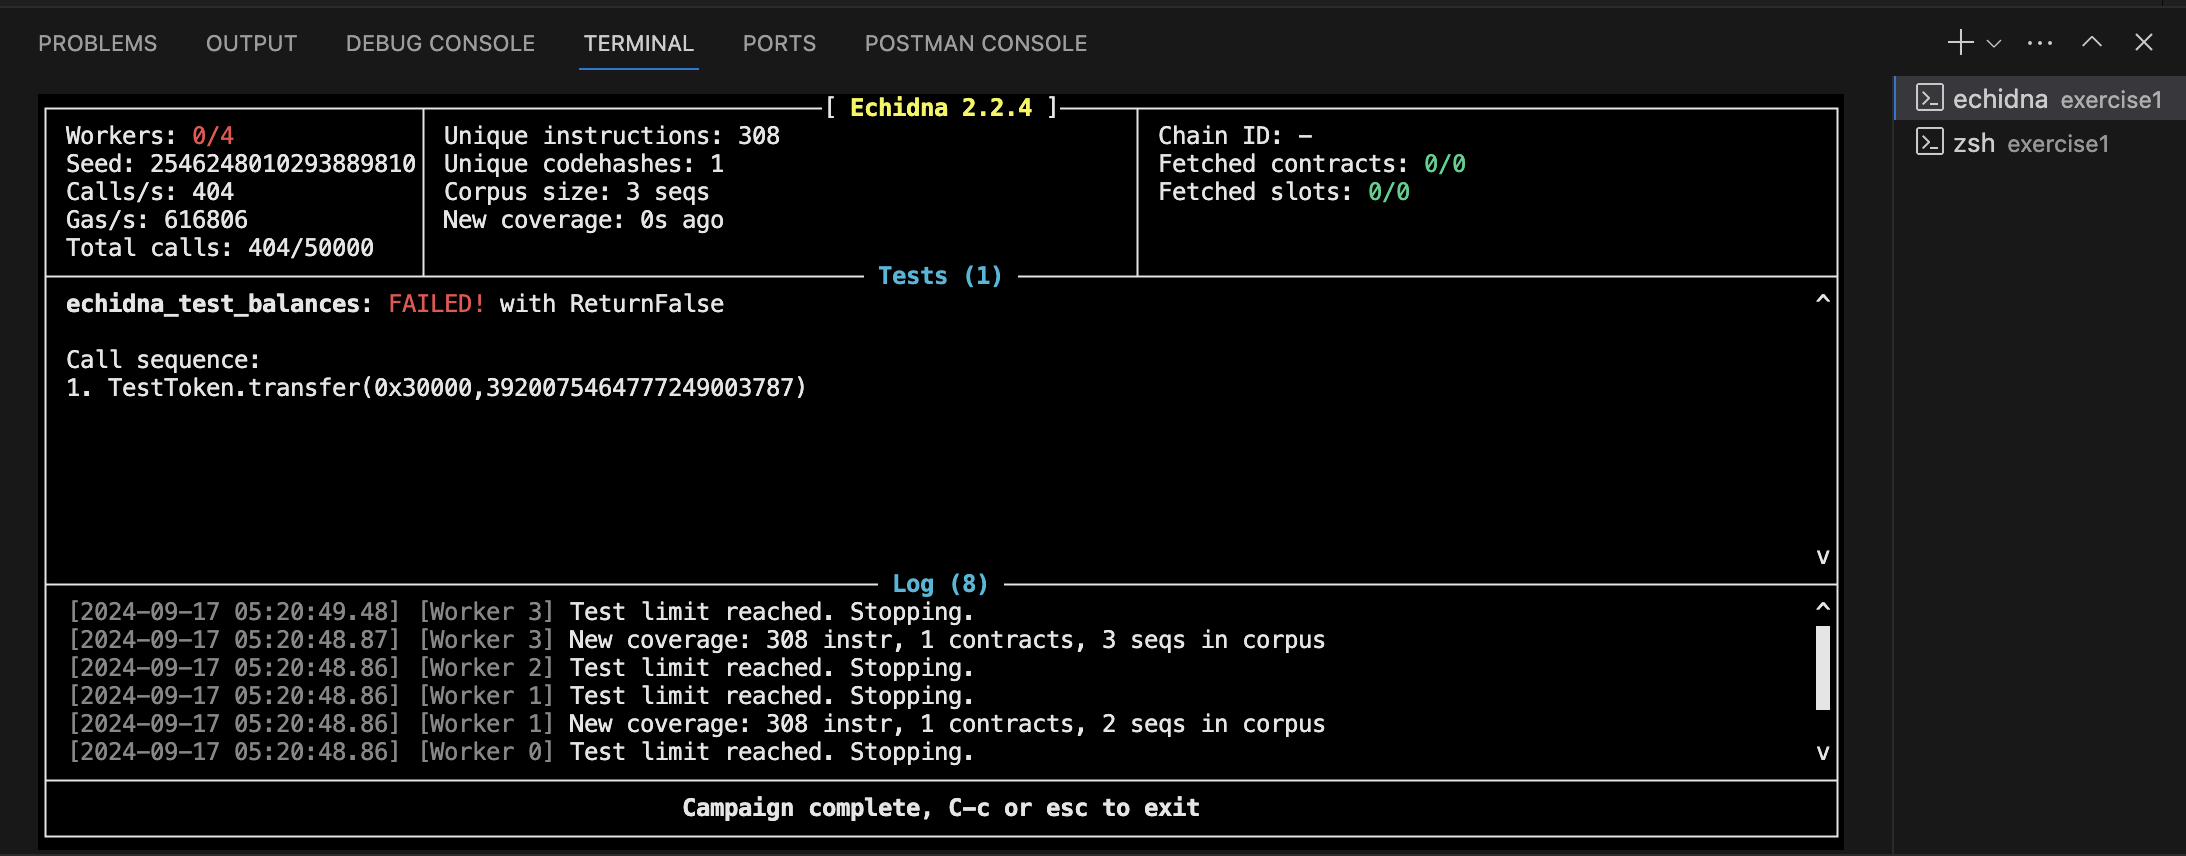 PROBLEMS OUTPUT DEBUG CONSOLE TERMINAL PORTS POSTMAN CONSOLE
echidna exercise1
zsh exercise1
[ Echidna 2.2.4 ]
Workers: 0/4
Seed: 2546248010293889810
Calls/s: 404
Gas/s: 616806
Total calls: 404/50000
Unique instructions: 308
Unique codehashes: 1
Corpus size: 3 seqs
New coverage: 0s ago
Chain ID: -
Fetched contracts: 0/0
Fetched slots: 0/0
Tests (1)
echidna_test_balances: FAILED! with ReturnFalse
Call sequence:
1. TestToken.transfer(0x30000,3920075464777249003787)
Log (8)
[2024-09-17 05:20:49.48] [Worker 3] Test limit reached. Stopping.
[2024-09-17 05:20:48.87] [Worker 3] New coverage: 308 instr, 1 contracts, 3 seqs in corpus
[2024-09-17 05:20:48.86] [Worker 2] Test limit reached. Stopping.
[2024-09-17 05:20:48.86] [Worker 1] Test limit reached. Stopping.
[2024-09-17 05:20:48.86] [Worker 1] New coverage: 308 instr, 1 contracts, 2 seqs in corpus
[2024-09-17 05:20:48.86] [Worker 0] Test limit reached. Stopping.
Campaign complete, C-c or esc to exit